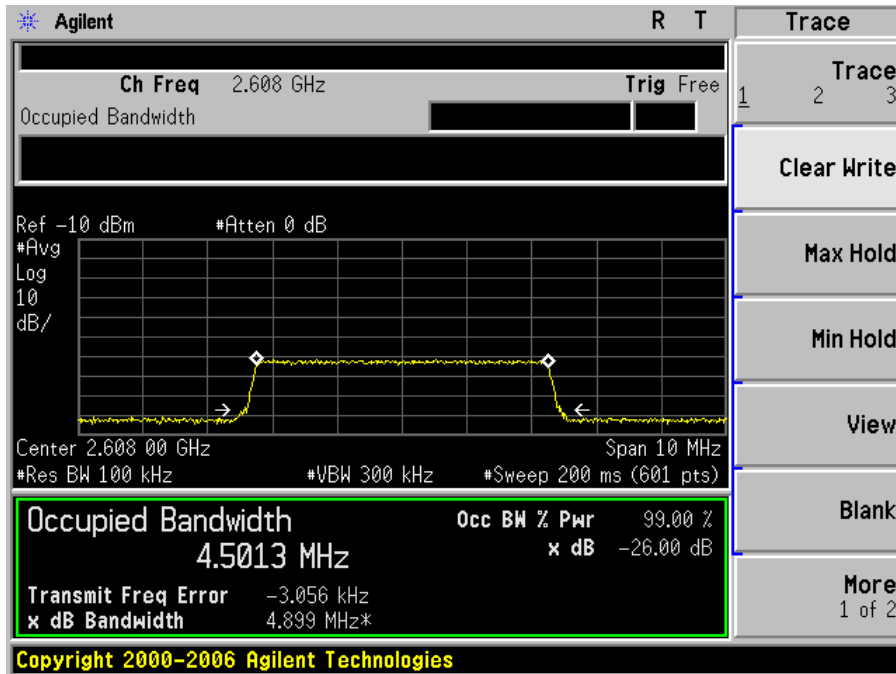 Agilent R T Trace
Ch Freq 2.608 GHz Trig Free
Occupied Bandwidth
Trace
1 2 3
Clear Write
Max Hold
Min Hold
View
Blank
More
1 of 2
Ref -10 dBm #Atten 0 dB
#Avg
Log
10
dB/
Center 2.608 00 GHz Span 10 MHz
#Res BW 100 kHz #VBW 300 kHz #Sweep 200 ms (601 pts)
Occupied Bandwidth Occ BW % Pwr 99.00 %
4.5013 MHz x dB -26.00 dB
Transmit Freq Error -3.056 kHz
x dB Bandwidth 4.899 MHz*
Copyright 2000-2006 Agilent Technologies